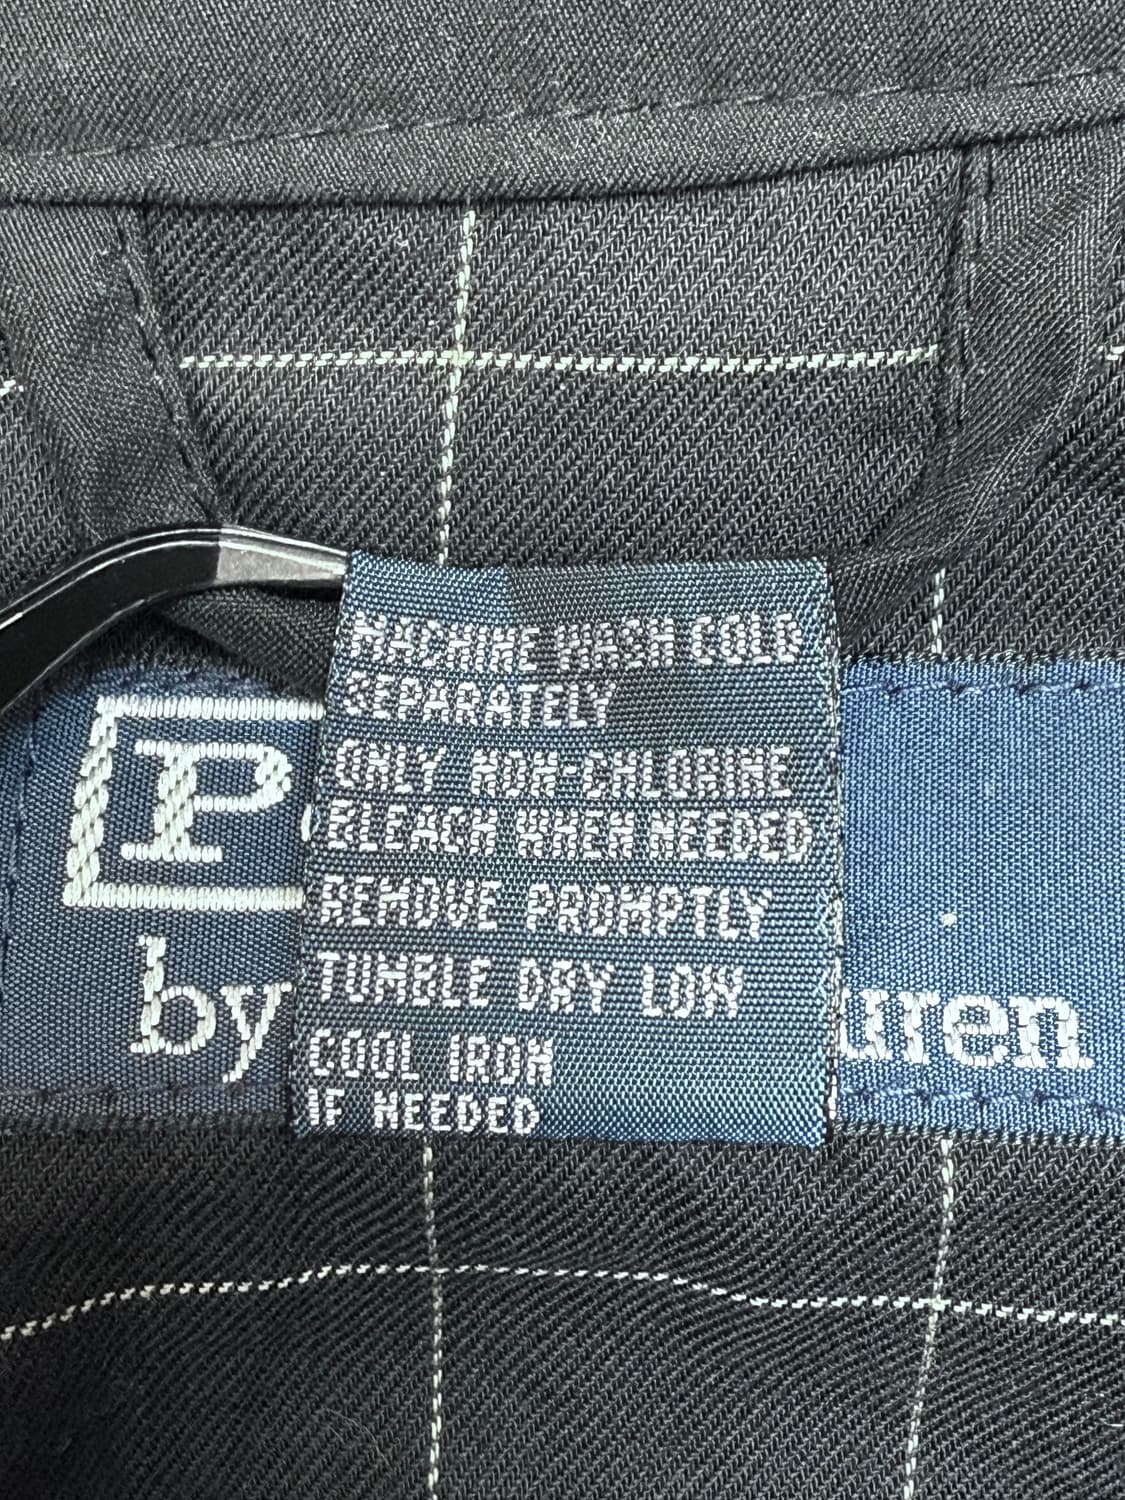 MACHINE WASH COLD
SEPARATELY
ONLY NON-CHLORINE
BLEACH WHEN NEEDED
REMOVE PROMPTLY
TUMBLE DRY LOW
COOL IRON
IF NEEDED
P
by uren